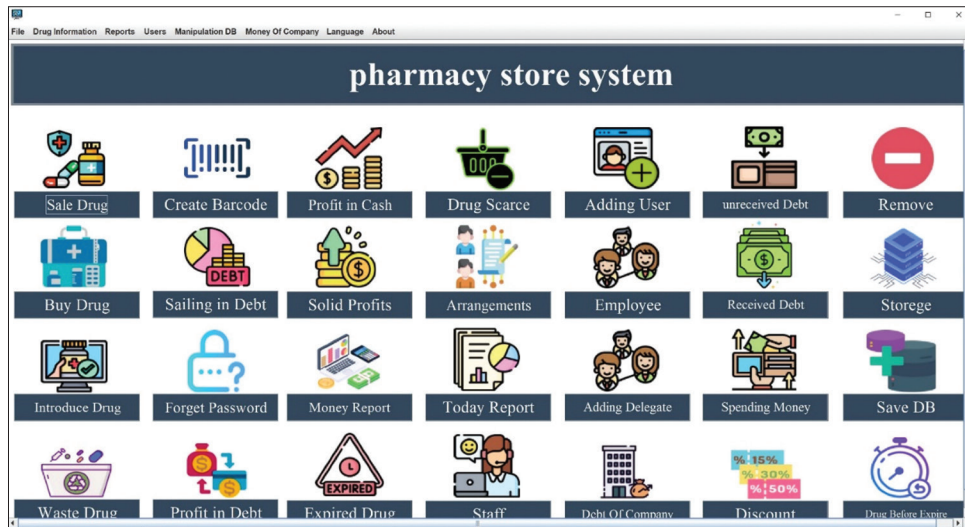 File Drug Information Reports Users Manipulation DB Money Of Company Language About
pharmacy store system
Sale Drug Create Barcode Profit in Cash Drug Scarce Adding User unreceived Debt Remove
DEBT
Buy Drug Sailing in Debt Solid Profits Arrangements Employee Received Debt Storege
Introduce Drug Forget Password Money Report Today Report Adding Delegate Spending Money Save DB
% 15%
% 30%
EXPIRED
% 50%
Waste Drug Profit in Debt Expired Drug Staff Debt Of Company Discount Drug Before Expire